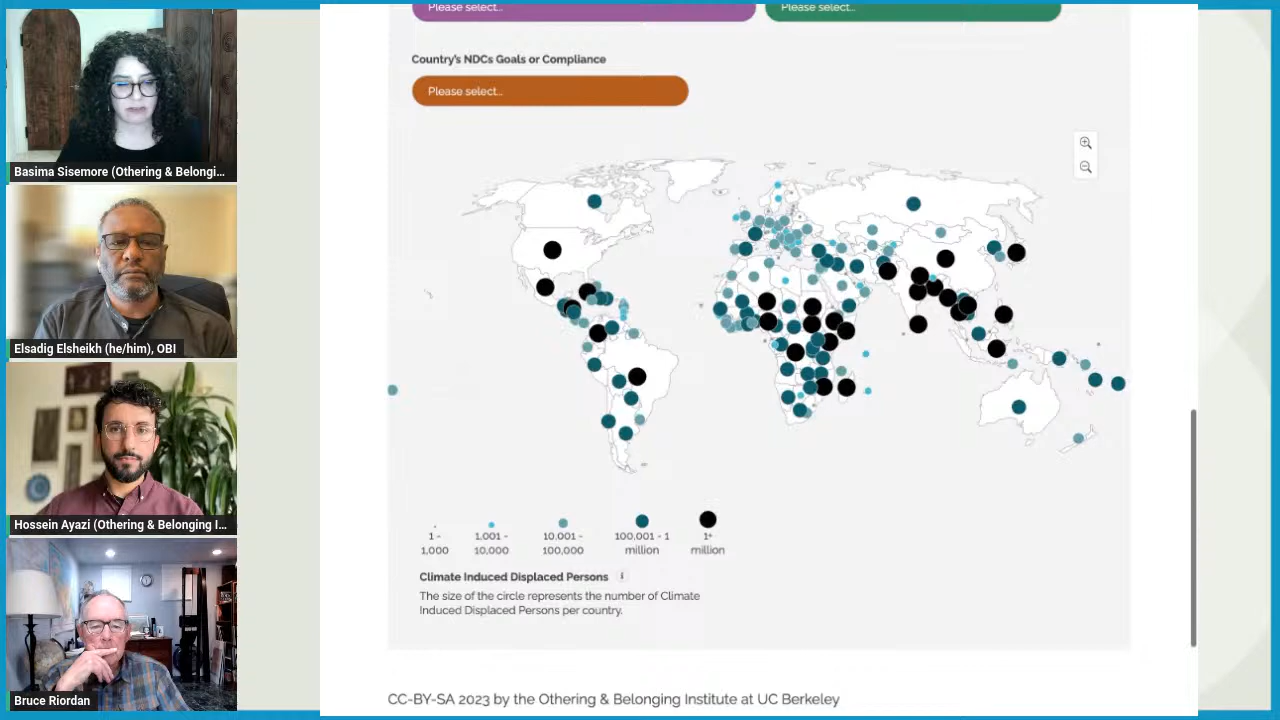 Basima Sisemore (Othering & Belongi...
Elsadig Elsheikh (he/him), OBI
Hossein Ayazi (Othering & Belonging I...
Bruce Riordan
Please select...
Please select...
Country's NDCs Goals or Compliance
Please select...
1 - 1,000
1,001 - 10,000
10,001 - 100,000
100,001 - 1 million
1+ million
Climate Induced Displaced Persons i
The size of the circle represents the number of Climate
Induced Displaced Persons per country.
CC-BY-SA 2023 by the Othering & Belonging Institute at UC Berkeley